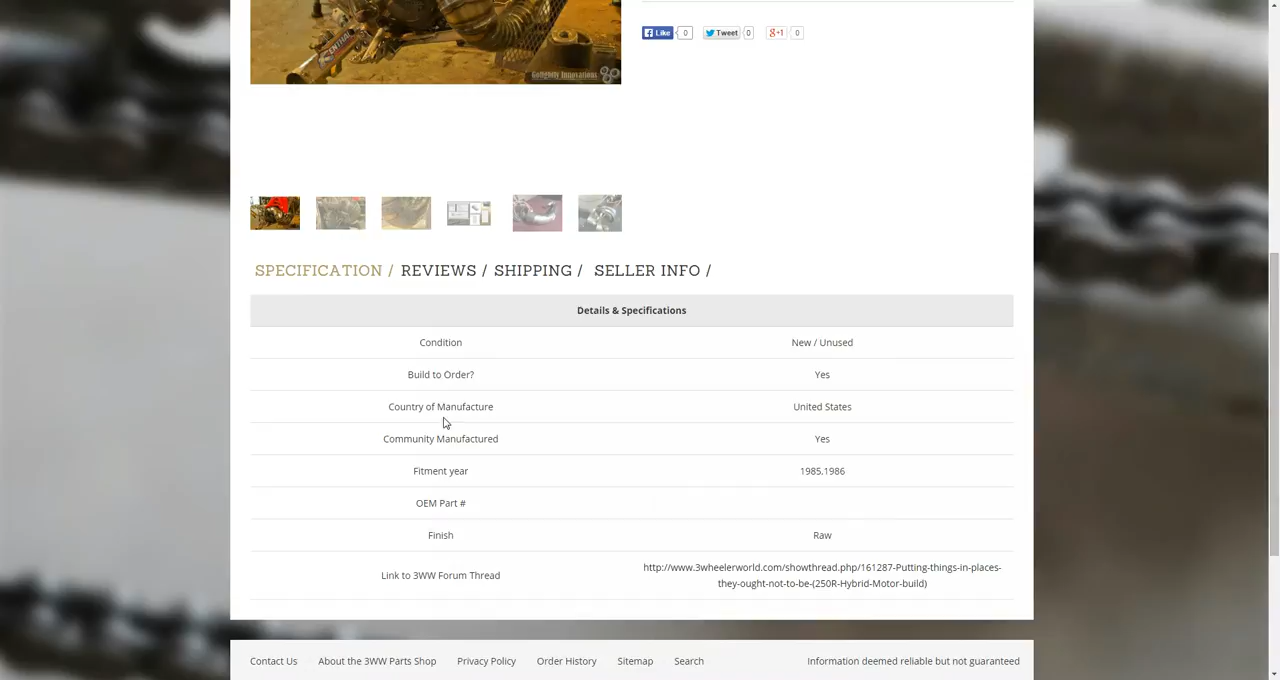 RENTHAL
Golightly Innovations
Like 0 Tweet 0 +1 0
SPECIFICATION / REVIEWS / SHIPPING / SELLER INFO /
Details & Specifications
Condition New / Unused
Build to Order? Yes
Country of Manufacture United States
Community Manufactured Yes
Fitment year 1985,1986
OEM Part #
Finish Raw
Link to 3WW Forum Thread http://www.3wheelerworld.com/showthread.php/161287-Putting-things-in-places-
they-ought-not-to-be-(250R-Hybrid-Motor-build)
Contact Us About the 3WW Parts Shop Privacy Policy Order History Sitemap Search Information deemed reliable but not guaranteed